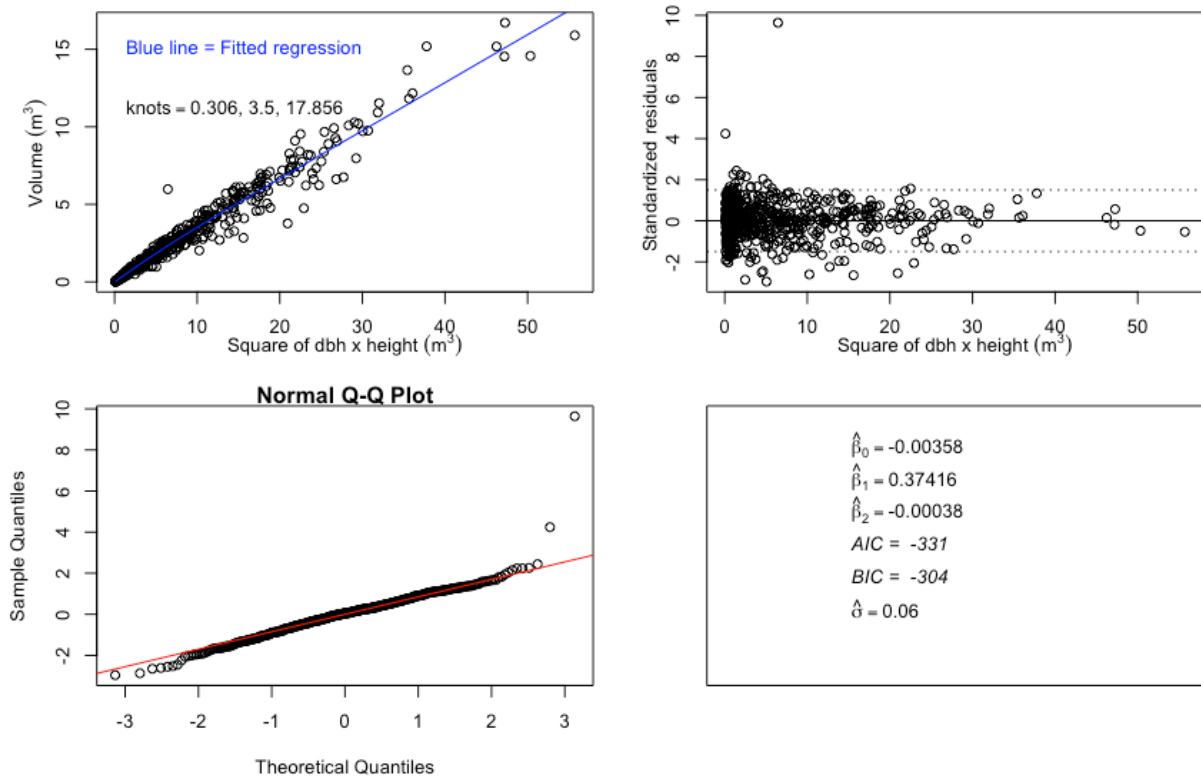 Blue line = Fitted regression
knots = 0.306, 3.5, 17.856
Volume (m³)
15
10
5
0
0 10 20 30 40 50
Square of dbh x height (m³)
Standardized residuals
10
8
6
4
2
0
-2
0 10 20 30 40 50
Square of dbh x height (m³)
Normal Q-Q Plot
Sample Quantiles
10
8
6
4
2
0
-2
-3 -2 -1 0 1 2 3
Theoretical Quantiles
β̂₀ = -0.00358
β̂₁ = 0.37416
β̂₂ = -0.00038
AIC = -331
BIC = -304
σ̂ = 0.06